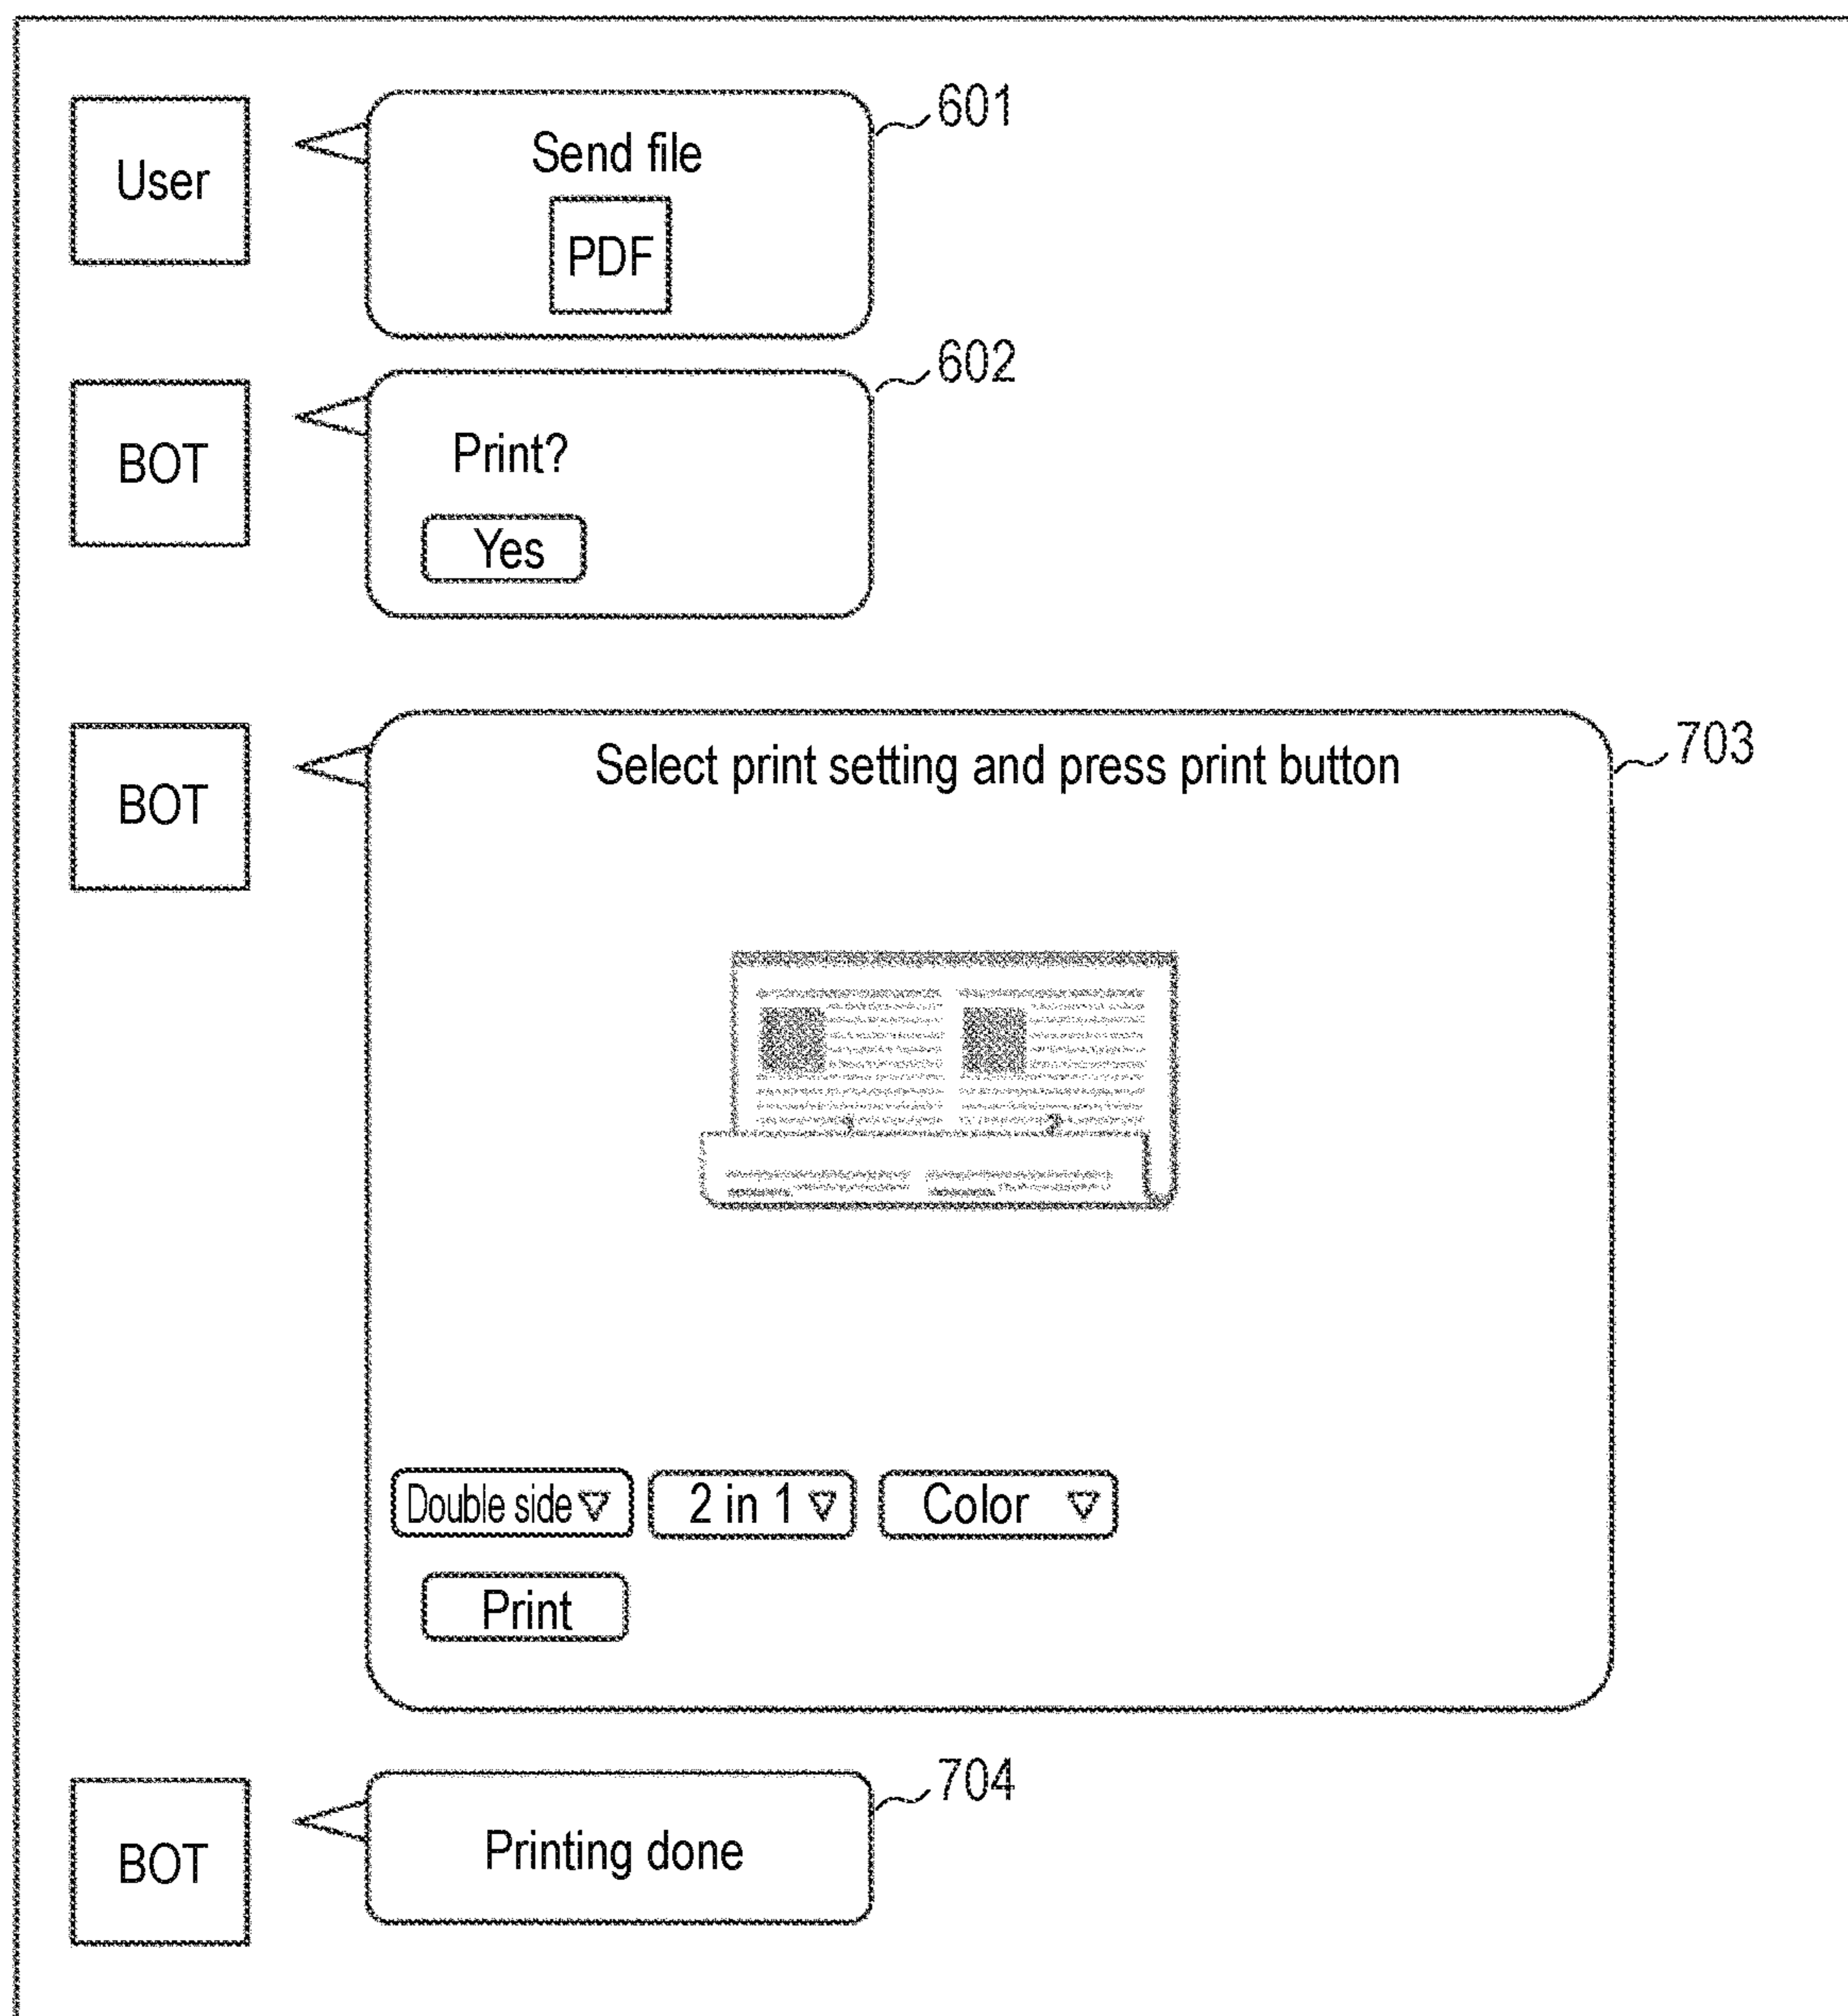 User
Send file
PDF
601
BOT
Print?
Yes
602
BOT
Select print setting and press print button
703
Double side
2 in 1
Color
Print
BOT
Printing done
704